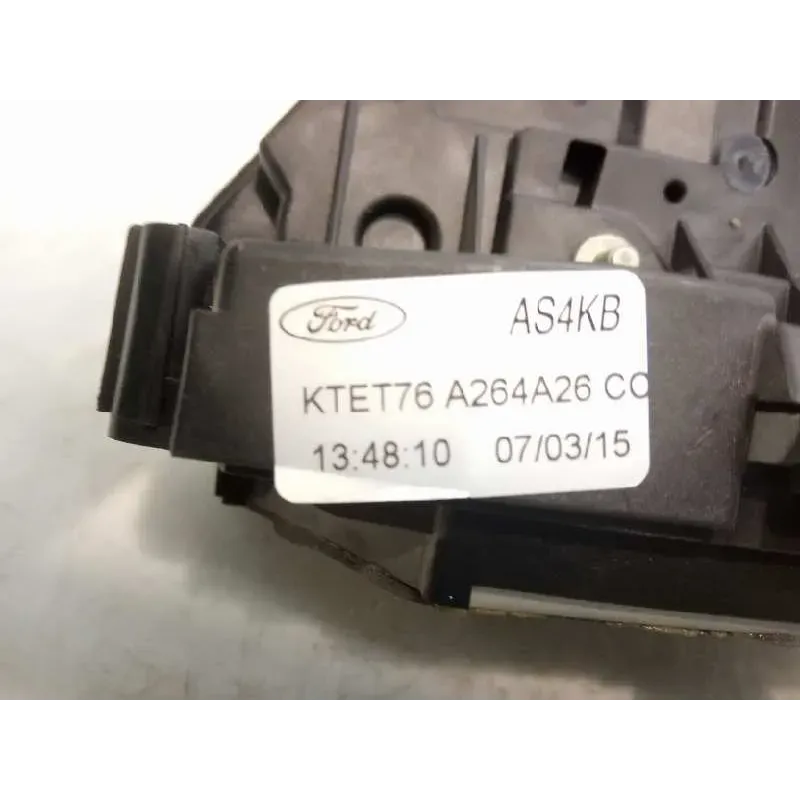 Ford AS4KB
KTET76 A264A26 CC
13:48:10 07/03/15